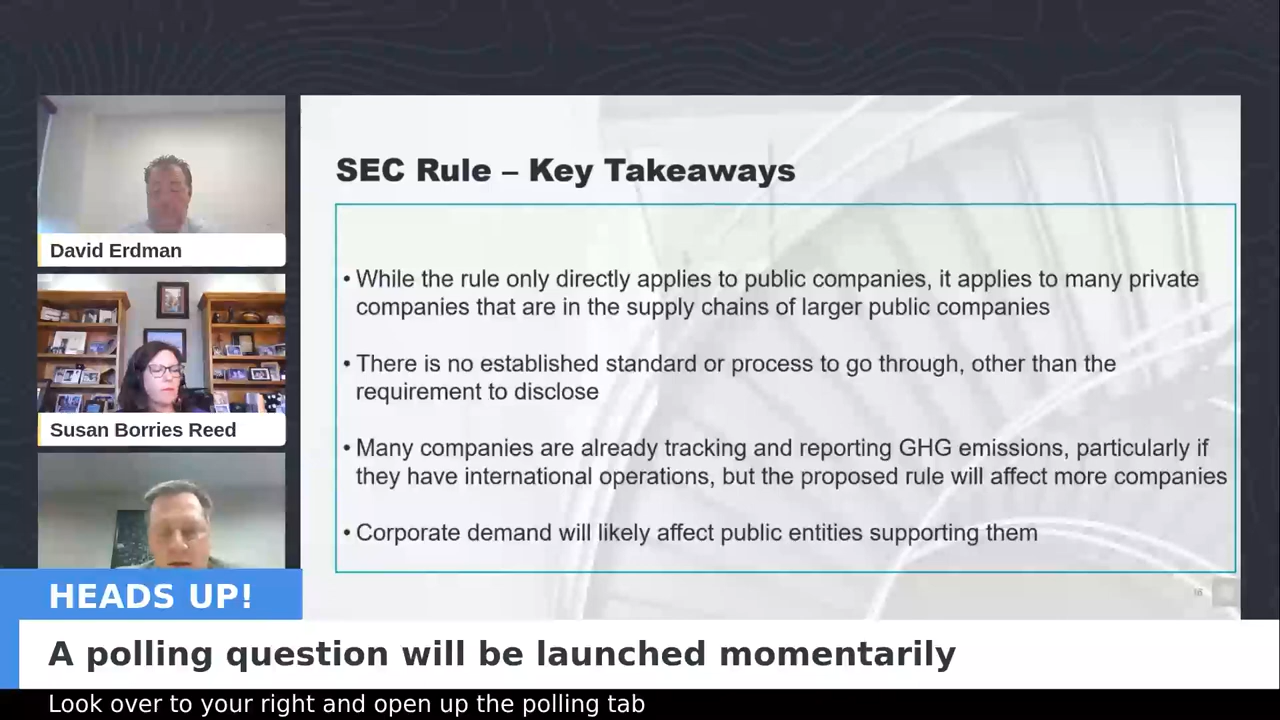 David Erdman
Susan Borries Reed
SEC Rule – Key Takeaways
• While the rule only directly applies to public companies, it applies to many private
companies that are in the supply chains of larger public companies
• There is no established standard or process to go through, other than the
requirement to disclose
• Many companies are already tracking and reporting GHG emissions, particularly if
they have international operations, but the proposed rule will affect more companies
• Corporate demand will likely affect public entities supporting them
HEADS UP!
A polling question will be launched momentarily
Look over to your right and open up the polling tab